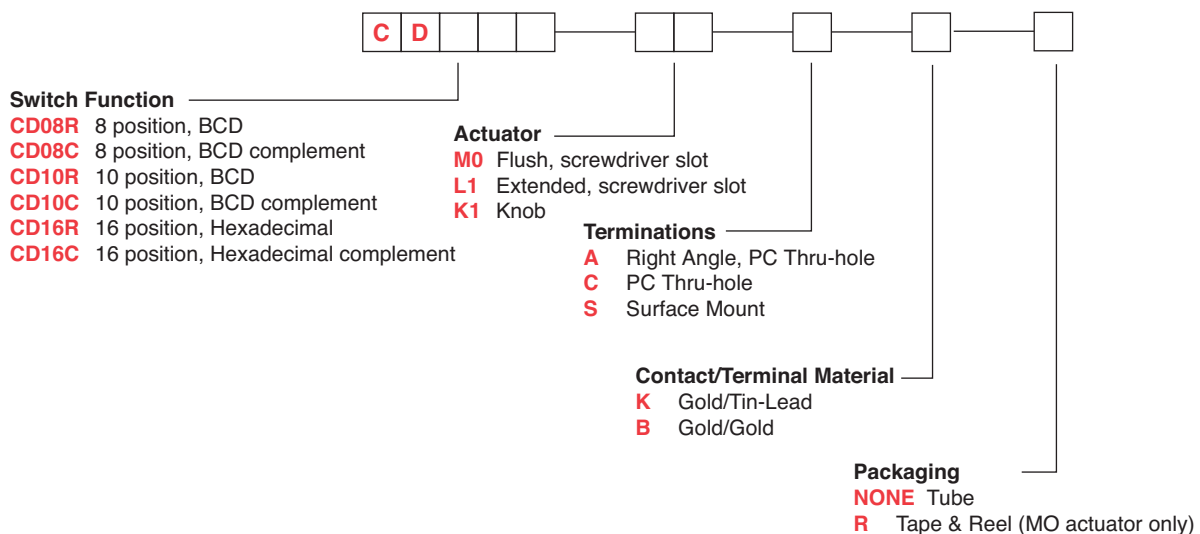 C D
Switch Function
CD08R 8 position, BCD
CD08C 8 position, BCD complement
CD10R 10 position, BCD
CD10C 10 position, BCD complement
CD16R 16 position, Hexadecimal
CD16C 16 position, Hexadecimal complement
Actuator
M0 Flush, screwdriver slot
L1 Extended, screwdriver slot
K1 Knob
Terminations
A Right Angle, PC Thru-hole
C PC Thru-hole
S Surface Mount
Contact/Terminal Material
K Gold/Tin-Lead
B Gold/Gold
Packaging
NONE Tube
R Tape & Reel (MO actuator only)